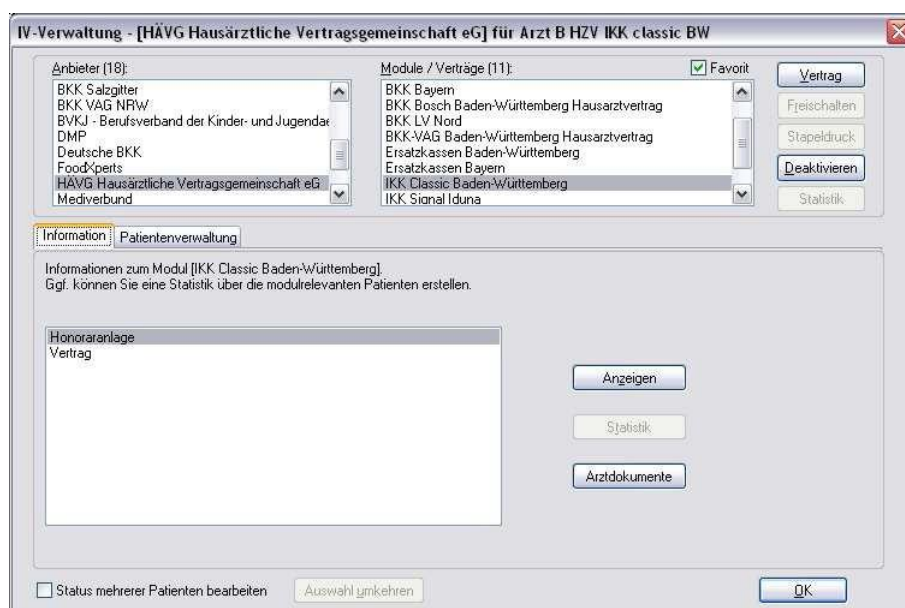 IV-Verwaltung - [HÄVG Hausärztliche Vertragsgemeinschaft eG] für Arzt B HZV IKK classic BW
Anbieter (18):
BKK Salzgitter
BKK VAG NRW
BVKJ - Berufsverband der Kinder- und Jugendae
DMP
Deutsche BKK
FoodXperts
HÄVG Hausärztliche Vertragsgemeinschaft eG
Mediverbund
Module / Verträge (11):
Favorit
BKK Bayern
BKK Bosch Baden-Württemberg Hausarztvertrag
BKK LV Nord
BKK-VAG Baden-Württemberg Hausarztvertrag
Ersatzkassen Baden-Württemberg
Ersatzkassen Bayern
IKK Classic Baden-Württemberg
IKK Signal Iduna
Vertrag
Freischalten
Stapeldruck
Deaktivieren
Statistik
Information
Patientenverwaltung
Informationen zum Modul [IKK Classic Baden-Württemberg].
Ggf. können Sie eine Statistik über die modulrelevanten Patienten erstellen.
Honoraranlage
Vertrag
Anzeigen
Statistik
Arztdokumente
Status mehrerer Patienten bearbeiten
Auswahl umkehren
OK